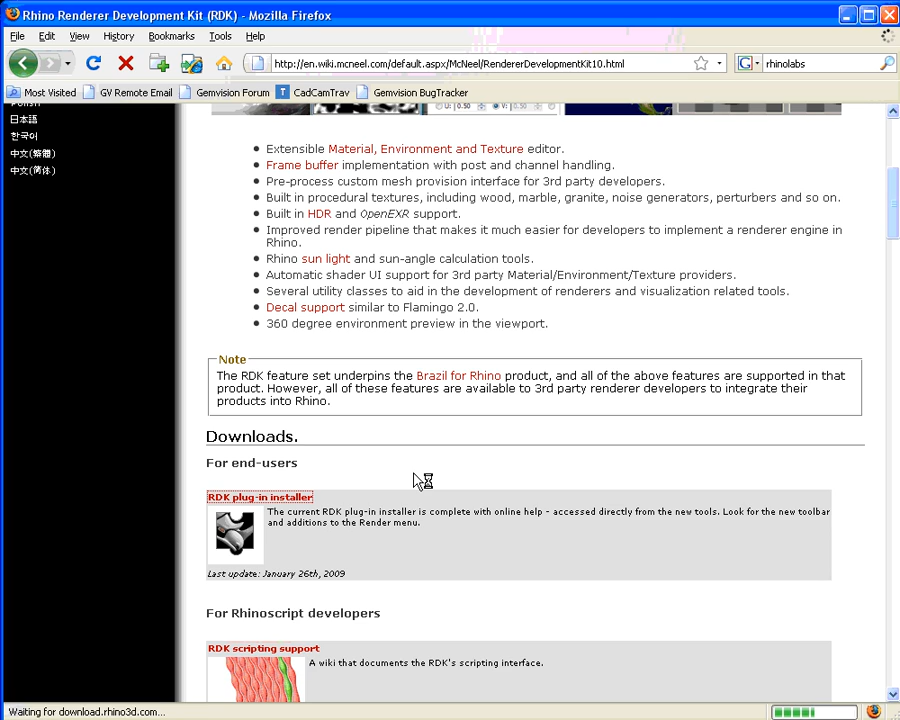 Rhino Renderer Development Kit (RDK) - Mozilla Firefox
File Edit View History Bookmarks Tools Help
http://en.wiki.mcneel.com/default.aspx/McNeel/RendererDevelopmentKit10.html
rhinolabs
Most Visited GV Remote Email Gemvision Forum CadCamTrav Gemvision BugTracker
日本語
한국어
中文(繁體)
中文(简体)
Extensible Material, Environment and Texture editor.
Frame buffer implementation with post and channel handling.
Pre-process custom mesh provision interface for 3rd party developers.
Built in procedural textures, including wood, marble, granite, noise generators, perturbers and so on.
Built in HDR and OpenEXR support.
Improved render pipeline that makes it much easier for developers to implement a renderer engine in
Rhino.
Rhino sun light and sun-angle calculation tools.
Automatic shader UI support for 3rd party Material/Environment/Texture providers.
Several utility classes to aid in the development of renderers and visualization related tools.
Decal support similar to Flamingo 2.0.
360 degree environment preview in the viewport.
Note
The RDK feature set underpins the Brazil for Rhino product, and all of the above features are supported in that
product. However, all of these features are available to 3rd party renderer developers to integrate their
products into Rhino.
Downloads.
For end-users
RDK plug-in installer
The current RDK plug-in installer is complete with online help - accessed directly from the new tools. Look for the new toolbar
and additions to the Render menu.
Last update: January 26th, 2009
For Rhinoscript developers
RDK scripting support
A wiki that documents the RDK's scripting interface.
Waiting for download.rhino3d.com...